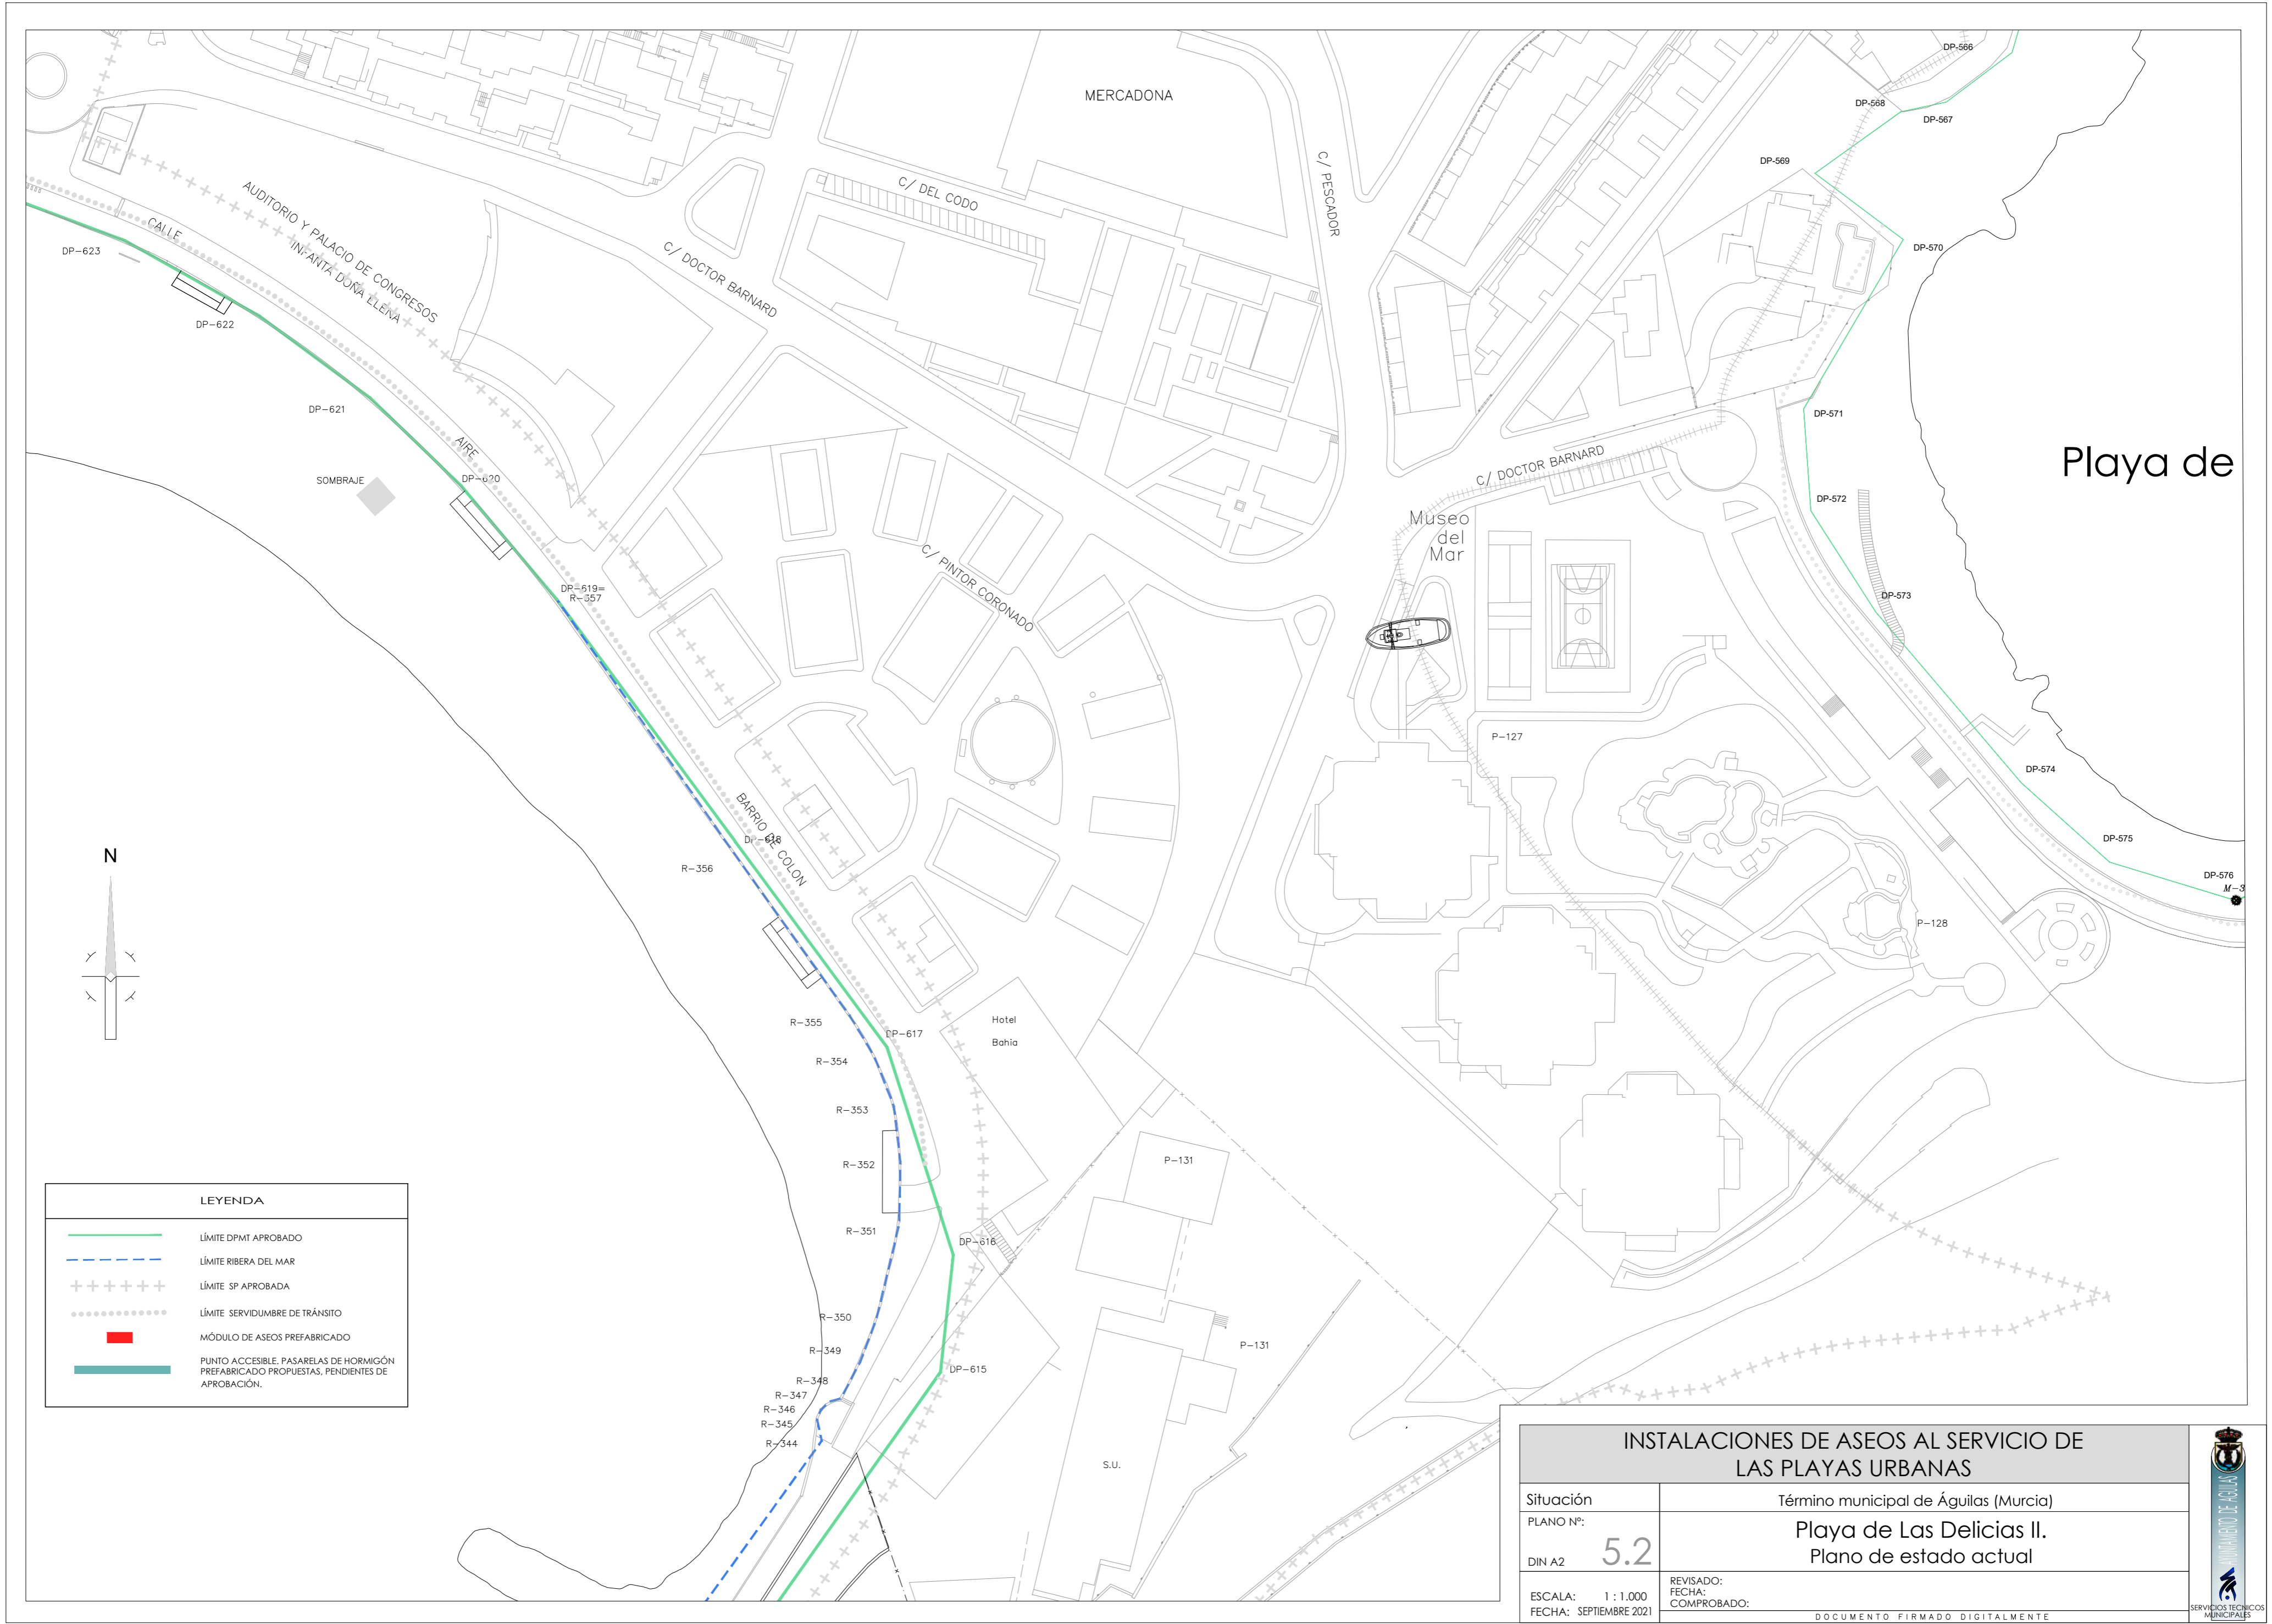 MERCADONA
DP-566
DP-568
DP-567
DP-569
DP-570
C/ PESCADOR
C/ DEL CODO
C/ DOCTOR BARNARD
AUDITORIO Y PALACIO DE CONGRESOS
CALLE
INFANTA DOÑA ELENA
DP-623
DP-622
DP-621
AIRE
SOMBRAJE
DP-620
DP-571
Playa de
C/ DOCTOR BARNARD
DP-572
Museo
del
Mar
C/ PINTOR CORONADO
DP-619=
R-357
DP-573
P-127
DP-574
BARRIO DE COLON
DP-618
R-356
DP-575
DP-576
M-3
N
P-128
R-355
DP-617
Hotel
Bahia
R-354
R-353
R-352
P-131
R-351
DP-616
R-350
R-349
P-131
DP-615
R-348
R-347
R-346
R-345
R-344
S.U.
LEYENDA
LÍMITE DPMT APROBADO
LÍMITE RIBERA DEL MAR
LÍMITE SP APROBADA
LÍMITE SERVIDUMBRE DE TRÁNSITO
MÓDULO DE ASEOS PREFABRICADO
PUNTO ACCESIBLE. PASARELAS DE HORMIGÓN
PREFABRICADO PROPUESTAS, PENDIENTES DE
APROBACIÓN.
INSTALACIONES DE ASEOS AL SERVICIO DE
LAS PLAYAS URBANAS
Situación
Término municipal de Águilas (Murcia)
PLANO Nº:
5.2
DIN A2
Playa de Las Delicias II.
Plano de estado actual
ESCALA: 1 : 1.000
FECHA: SEPTIEMBRE 2021
REVISADO:
FECHA:
COMPROBADO:
DOCUMENTO FIRMADO DIGITALMENTE
AYUNTAMIENTO DE AGUILAS
SERVICIOS TECNICOS
MUNICIPALES